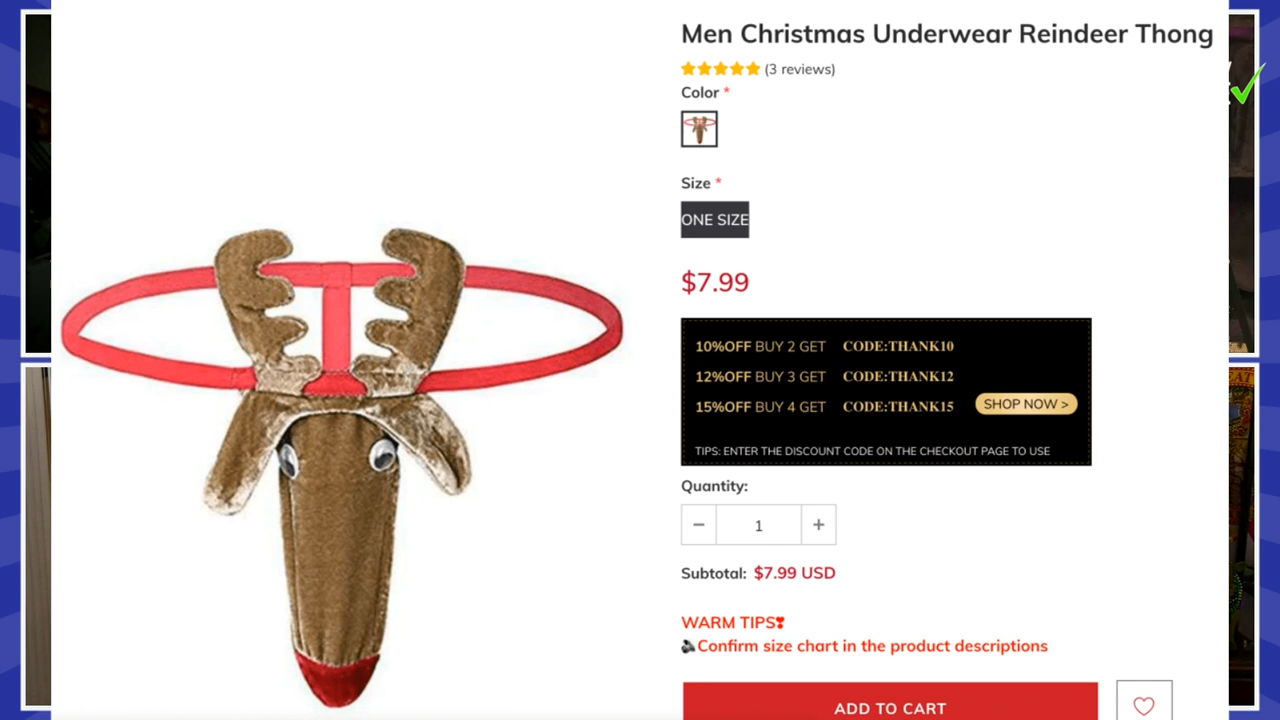 Men Christmas Underwear Reindeer Thong
(3 reviews)
Color *
Size *
ONE SIZE
$7.99
10%OFF BUY 2 GET CODE:THANK10
12%OFF BUY 3 GET CODE:THANK12
15%OFF BUY 4 GET CODE:THANK15
SHOP NOW >
TIPS: ENTER THE DISCOUNT CODE ON THE CHECKOUT PAGE TO USE
Quantity:
− 1 +
Subtotal: $7.99 USD
WARM TIPS❣
Confirm size chart in the product descriptions
ADD TO CART